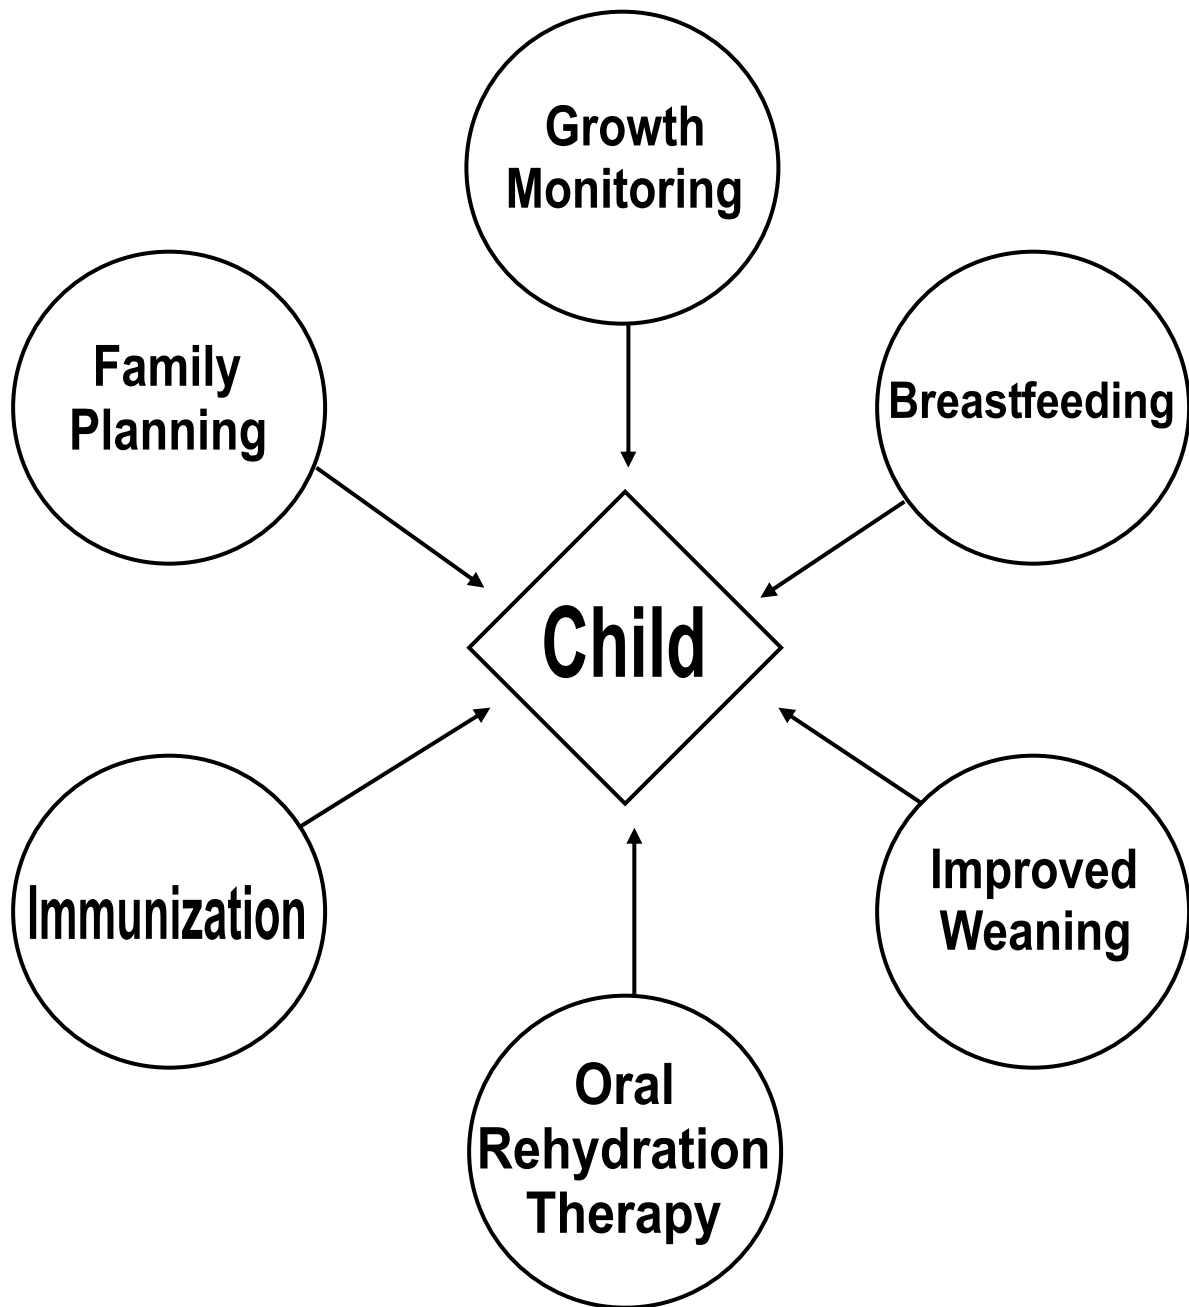 Growth
Monitoring
Family
Planning
Breastfeeding
Child
Immunization
Improved
Weaning
Oral
Rehydration
Therapy